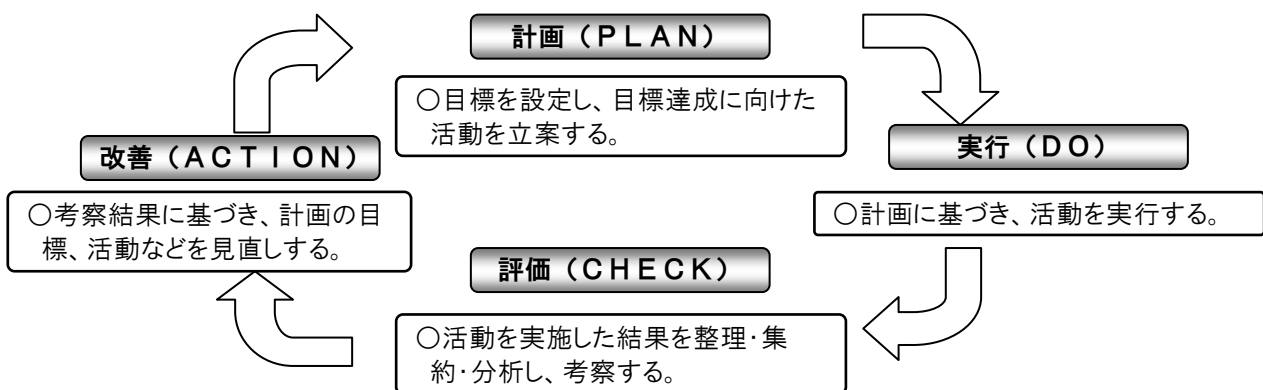 計画（ＰＬＡＮ）
○目標を設定し、目標達成に向けた
活動を立案する。
実行（ＤＯ）
○計画に基づき、活動を実行する。
評価（ＣＨＥＣＫ）
○活動を実施した結果を整理・集
約・分析し、考察する。
改善（ＡＣＴＩＯＮ）
○考察結果に基づき、計画の目
標、活動などを見直しする。